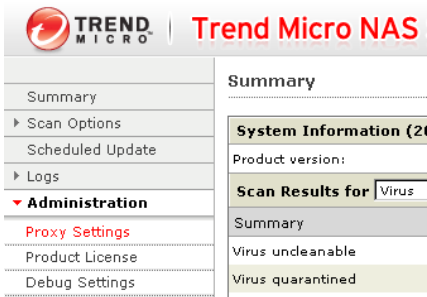 TREND MICRO
Trend Micro NAS
Summary
Scan Options
Scheduled Update
Logs
Administration
Proxy Settings
Product License
Debug Settings
Summary
System Information (20
Product version:
Scan Results for Virus
Summary
Virus uncleanable
Virus quarantined